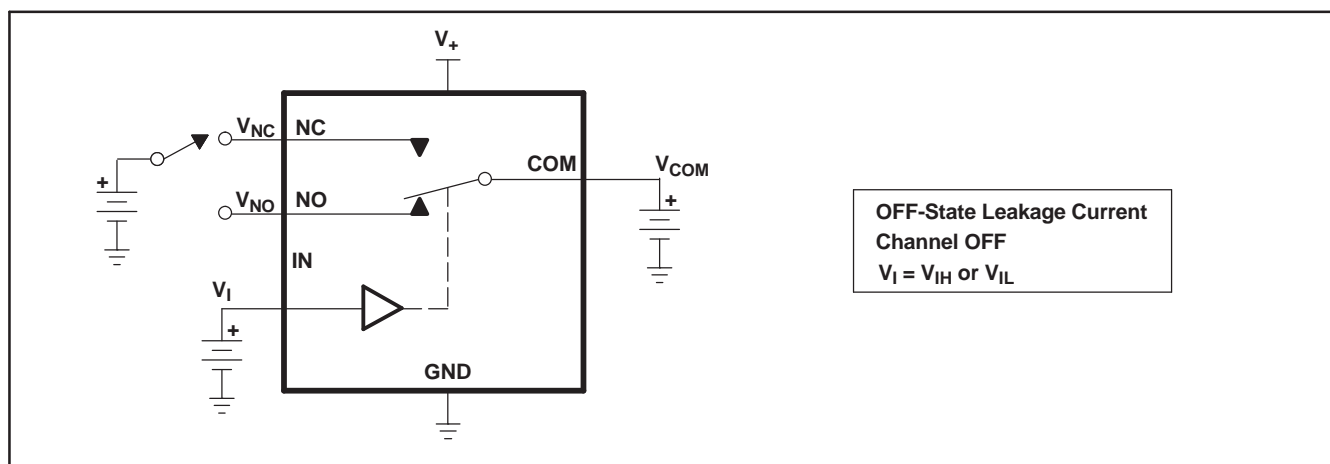 V+
VNC NC
+
COM VCOM
VNO NO
+
IN
VI
+
GND
OFF-State Leakage Current
Channel OFF
VI = VIH or VIL